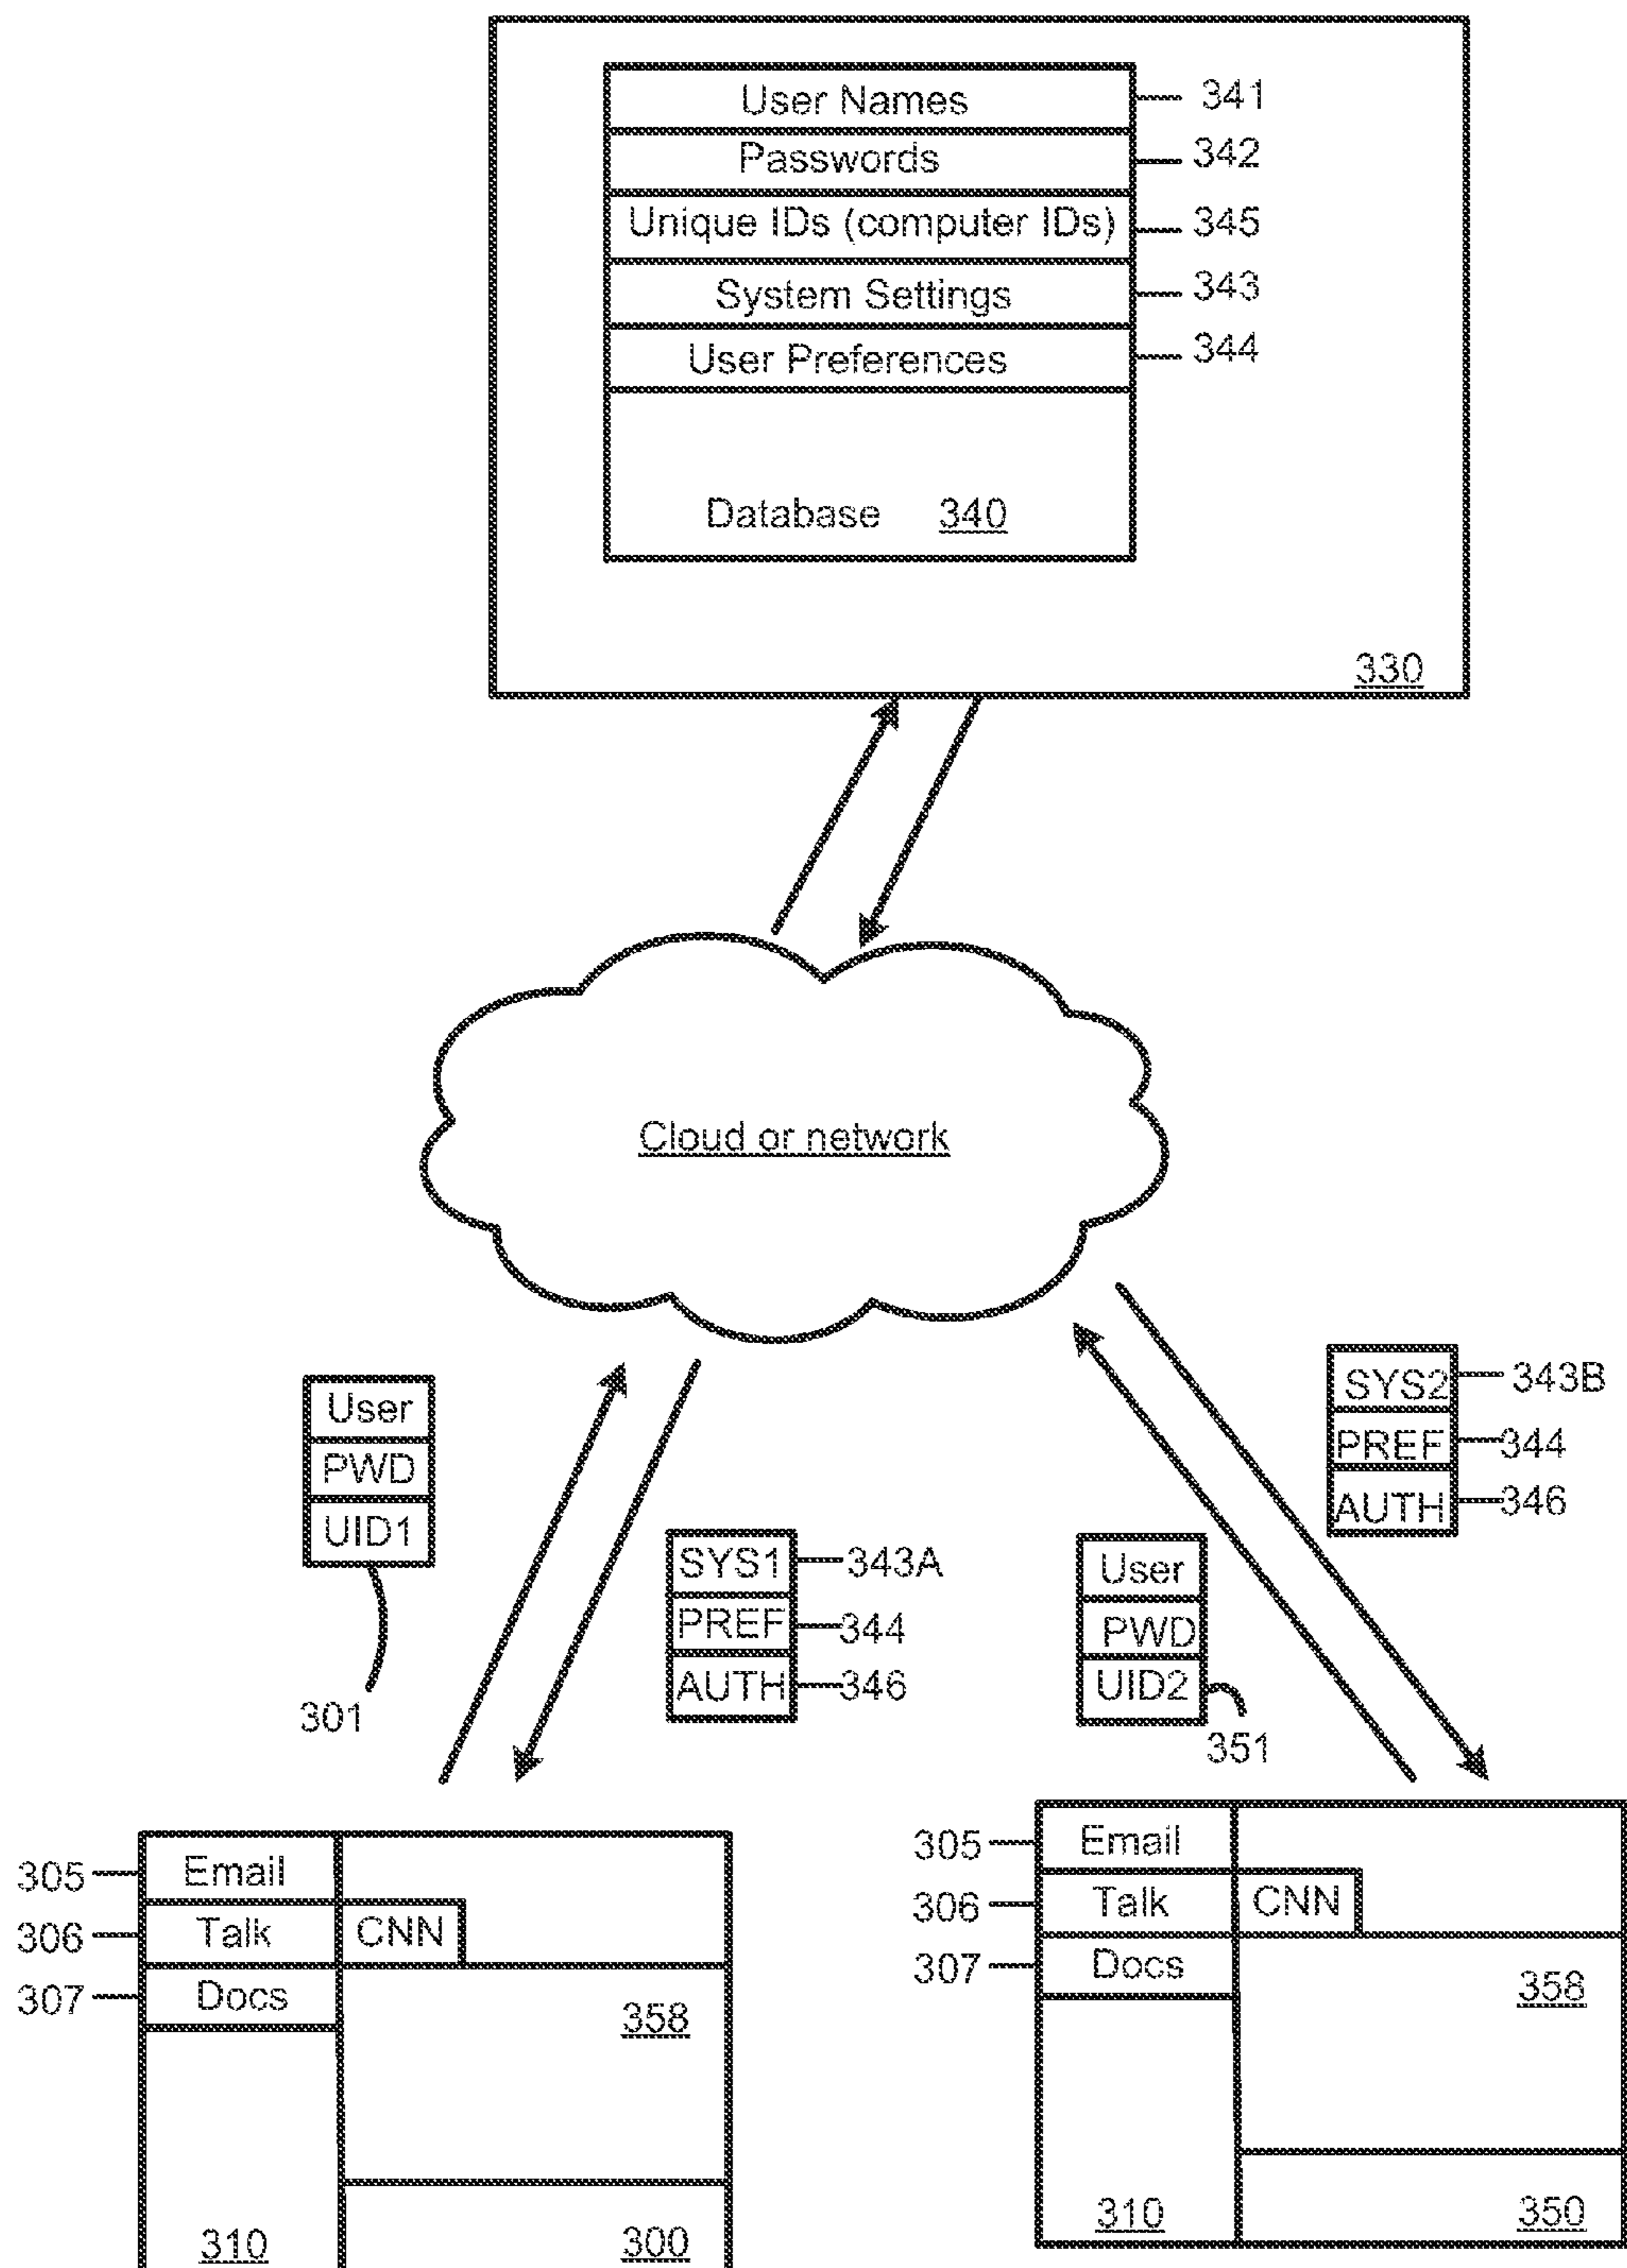 User Names 341
Passwords 342
Unique IDs (computer IDs) 345
System Settings 343
User Preferences 344
Database 340
330
Cloud or network
User
PWD
UID1
301
SYS1 343A
PREF 344
AUTH 346
User
PWD
UID2
351
SYS2 343B
PREF 344
AUTH 346
305 Email
306 Talk CNN
307 Docs
358
310 300
305 Email
306 Talk CNN
307 Docs
358
310 350